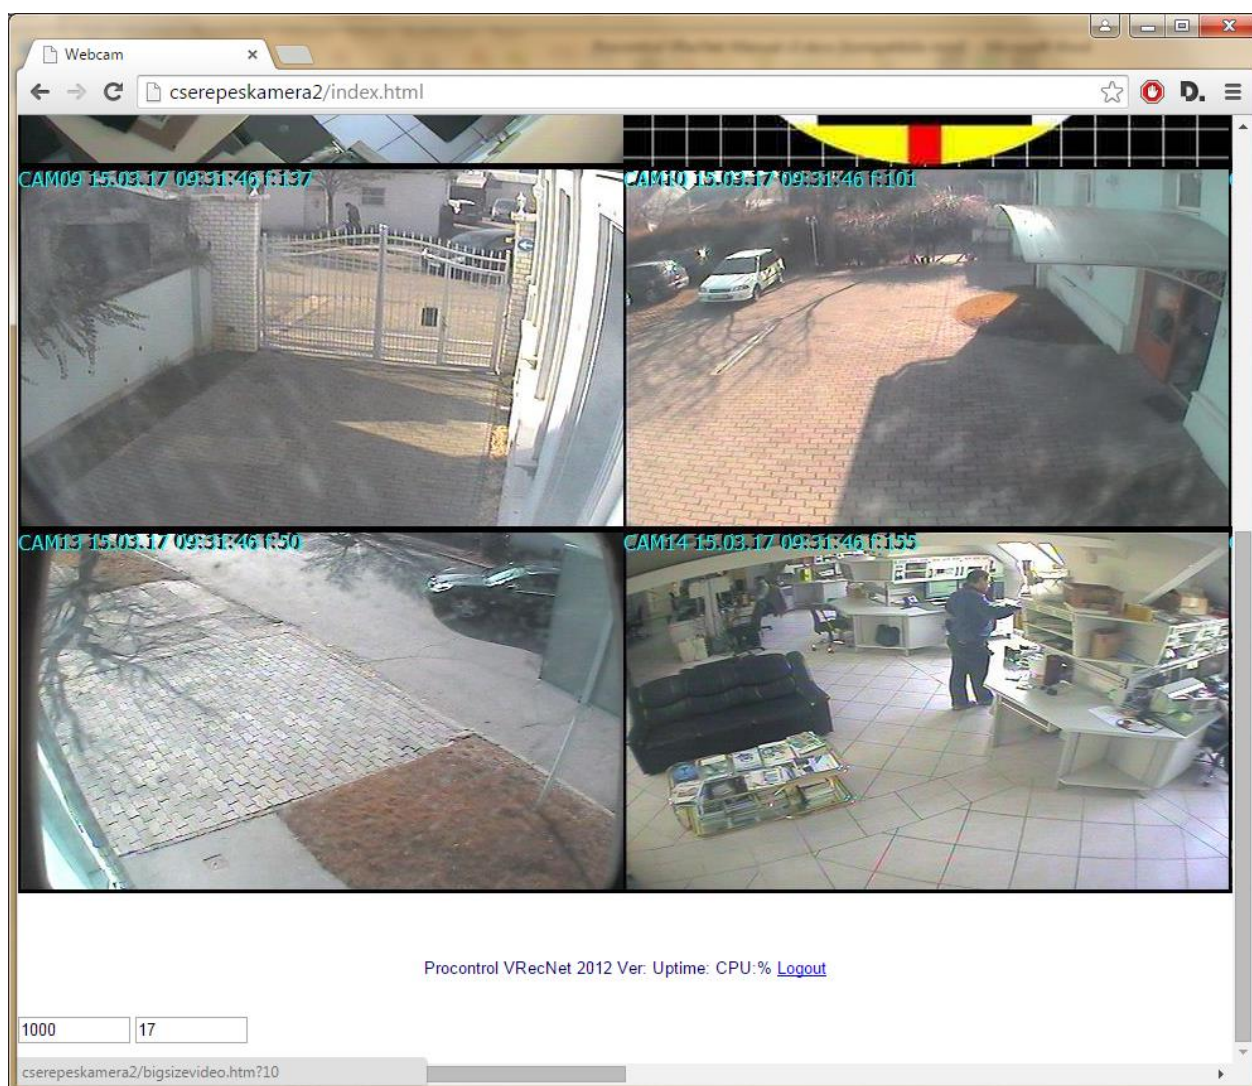 Webcam
cserepeskamera2/index.html
D.
CAM09 15.03.17 09:31:46 f:137
CAM10 15.03.17 09:31:46 f:101
CAM13 15.03.17 09:31:46 f:50
CAM14 15.03.17 09:31:46 f:155
Procontrol VRecNet 2012 Ver: Uptime: CPU:% Logout
1000 17
cserepeskamera2/bigsizevideo.htm?10